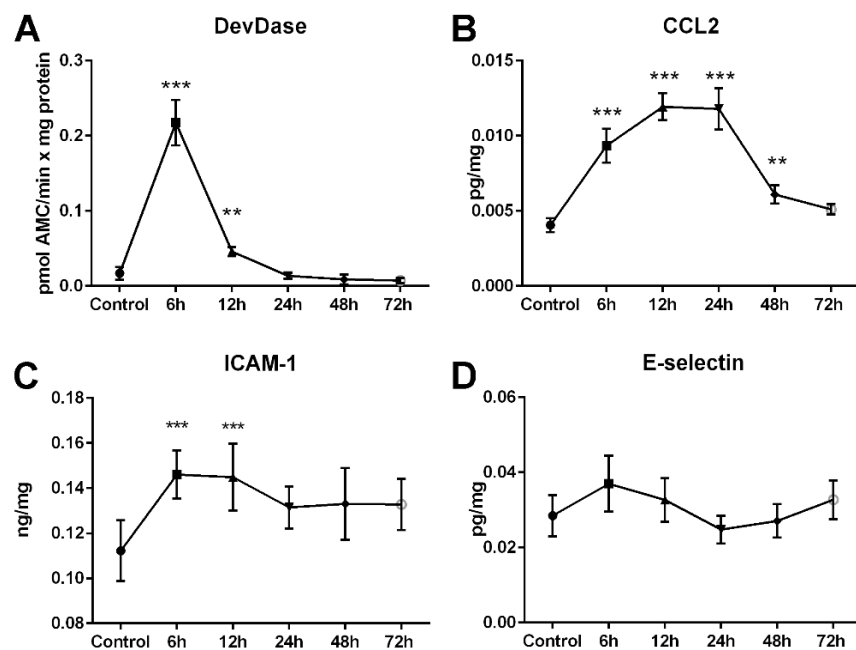 A
DevDase
pmol AMC/min x mg protein
0.3
0.2
0.1
0.0
***
**
Control 6h 12h 24h 48h 72h
B
CCL2
pg/mg
0.015
0.010
0.005
0.000
***
***
***
**
Control 6h 12h 24h 48h 72h
C
ICAM-1
ng/mg
0.18
0.16
0.14
0.12
0.10
0.08
***
***
Control 6h 12h 24h 48h 72h
D
E-selectin
pg/mg
0.06
0.04
0.02
0.00
Control 6h 12h 24h 48h 72h